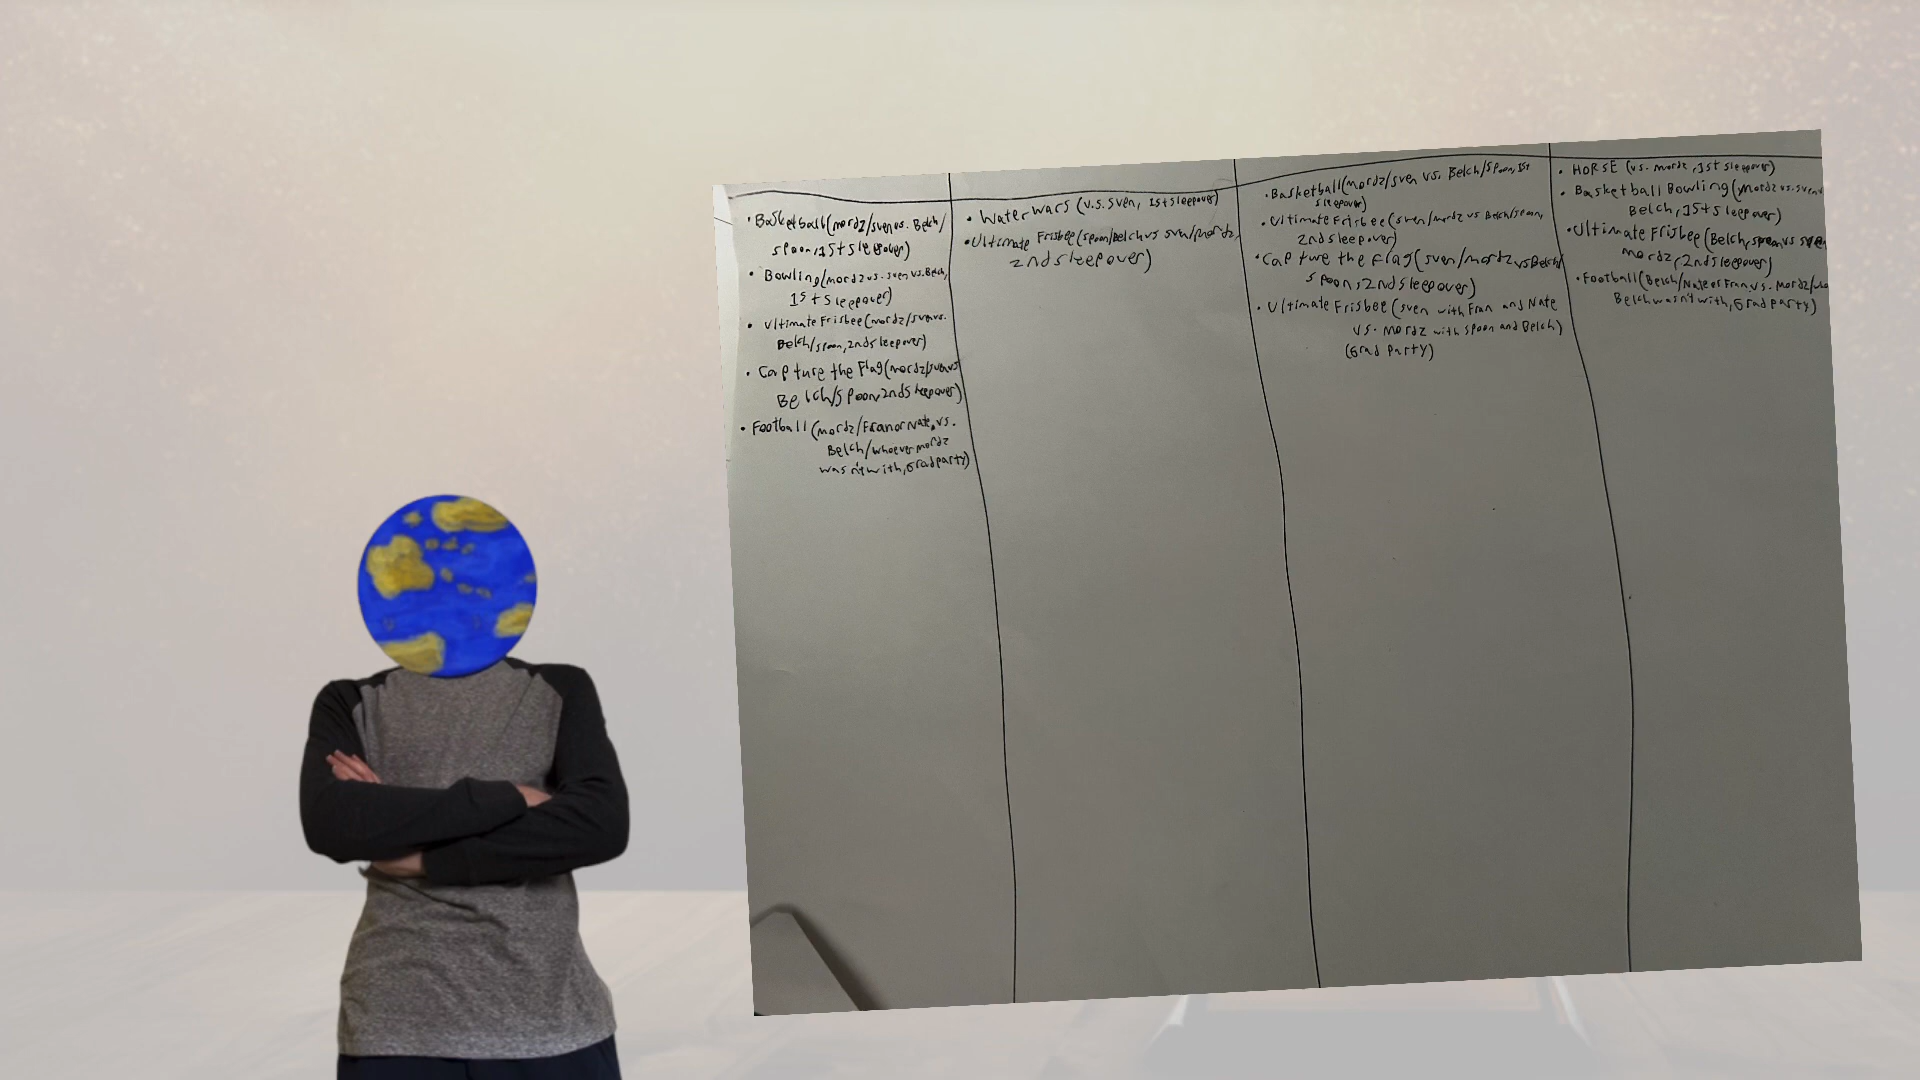 • Basketball(mordz/sven vs. Belch/
spoon,1st sleepover)
• Bowling(mordz vs. sven vs. Belch,
1st sleepover)
• Ultimate Frisbee(mordz/sven vs.
Belch/spoon, 2nd sleepover)
• Capture the Flag(mordz/sven vs
Belch/spoon 2nd sleepover)
• Football (mordz/Fran or Nate, vs.
Belch/whoever mordz
wasn't with, Grad party)
• Water wars (v.s. sven, 1st sleepover)
• Ultimate Frisbee(spoon/Belch vs sven/mordz,
2nd sleepover)
• Basketball(mordz/sven vs. Belch/spoon, 1st
sleepover)
• Ultimate Frisbee(sven/mordz vs Belch/spoon,
2nd sleepover)
• Capture the Flag(sven/mordz vs Belch/
spoon, 2nd sleepover)
• Ultimate Frisbee (sven with Fran and Nate
vs. Mordz with spoon and Belch)
(Grad Party)
• HORSE (vs. mordz, 1st sleepover)
• Basketball Bowling(mordz vs. sven v
Belch, 1st sleepover)
• Ultimate Frisbee(Belch, spoon vs sven
mordz, 2nd sleepover)
• Football(Belch/Nate or Fran vs. Mordz/who
Belch wasn't with, Grad party)